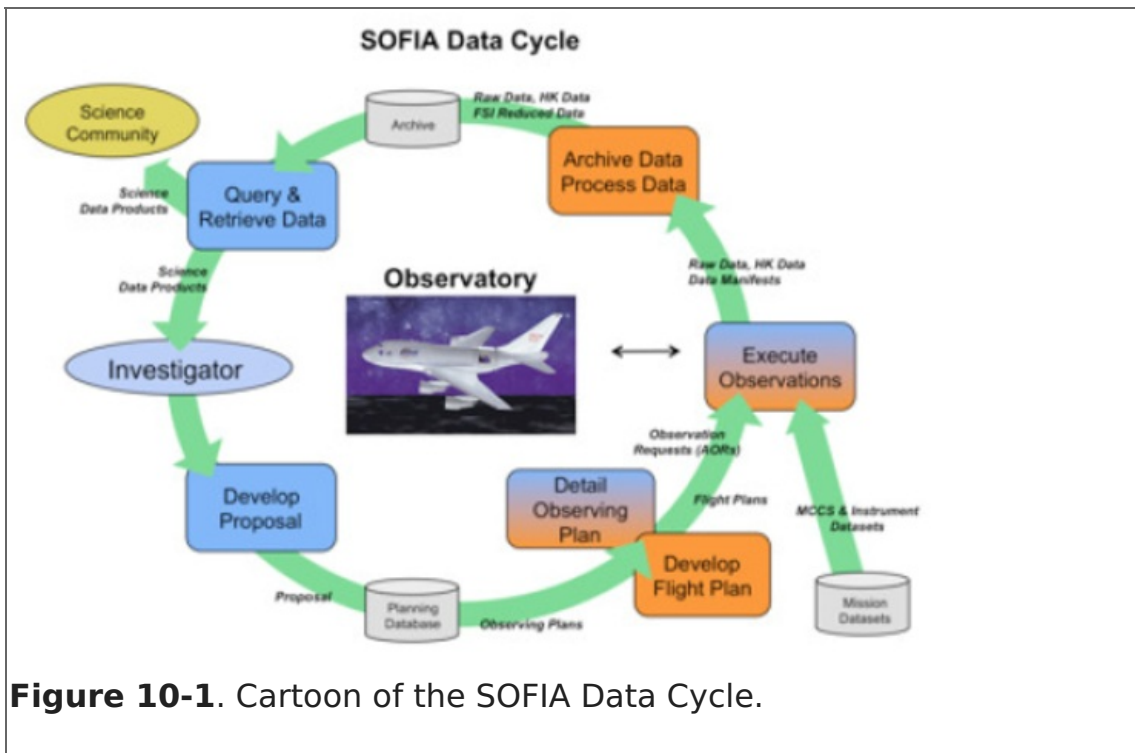 SOFIA Data Cycle
Science
Community
Archive
Raw Data, HK Data
FSI Reduced Data
Archive Data
Process Data
Query &
Retrieve Data
Science
Data Products
Science
Data Products
Raw Data, HK Data
Data Manifests
Observatory
Investigator
Execute
Observations
Observation
Requests (AORs)
Detail
Observing
Plan
Flight Plans
MCCS & Instrument
Datasets
Develop
Proposal
Develop
Flight Plan
Proposal
Planning
Database
Observing Plans
Mission
Datasets
Figure 10-1. Cartoon of the SOFIA Data Cycle.